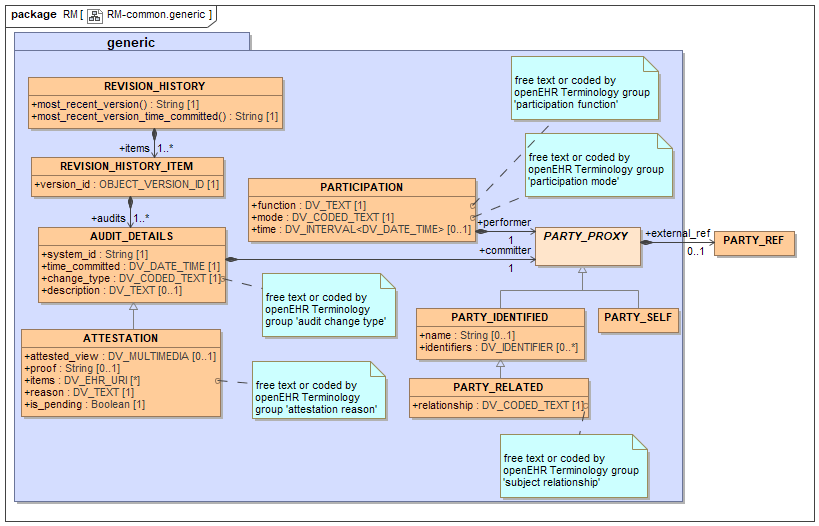 package RM [ RM-common.generic ]
generic
REVISION_HISTORY
+most_recent_version() : String [1]
+most_recent_version_time_committed() : String [1]
+items 1..*
REVISION_HISTORY_ITEM
+version_id : OBJECT_VERSION_ID [1]
+audits 1..*
AUDIT_DETAILS
+system_id : String [1]
+time_committed : DV_DATE_TIME [1]
+change_type : DV_CODED_TEXT [1]
+description : DV_TEXT [0..1]
ATTESTATION
+attested_view : DV_MULTIMEDIA [0..1]
+proof : String [0..1]
+items : DV_EHR_URI [*]
+reason : DV_TEXT [1]
+is_pending : Boolean [1]
free text or coded by
openEHR Terminology group
'participation function'
free text or coded by
openEHR Terminology group
'participation mode'
PARTICIPATION
+function : DV_TEXT [1]
+mode : DV_CODED_TEXT [1]
+time : DV_INTERVAL<DV_DATE_TIME> [0..1]
+performer
1
+committer
1
PARTY_PROXY
+external_ref
0..1
PARTY_REF
free text or coded by
openEHR Terminology
group 'audit change type'
PARTY_IDENTIFIED
+name : String [0..1]
+identifiers : DV_IDENTIFIER [0..*]
PARTY_SELF
free text or coded by
openEHR Terminology
group 'attestation reason'
PARTY_RELATED
+relationship : DV_CODED_TEXT [1]
free text or coded by
openEHR Terminology group
'subject relationship'